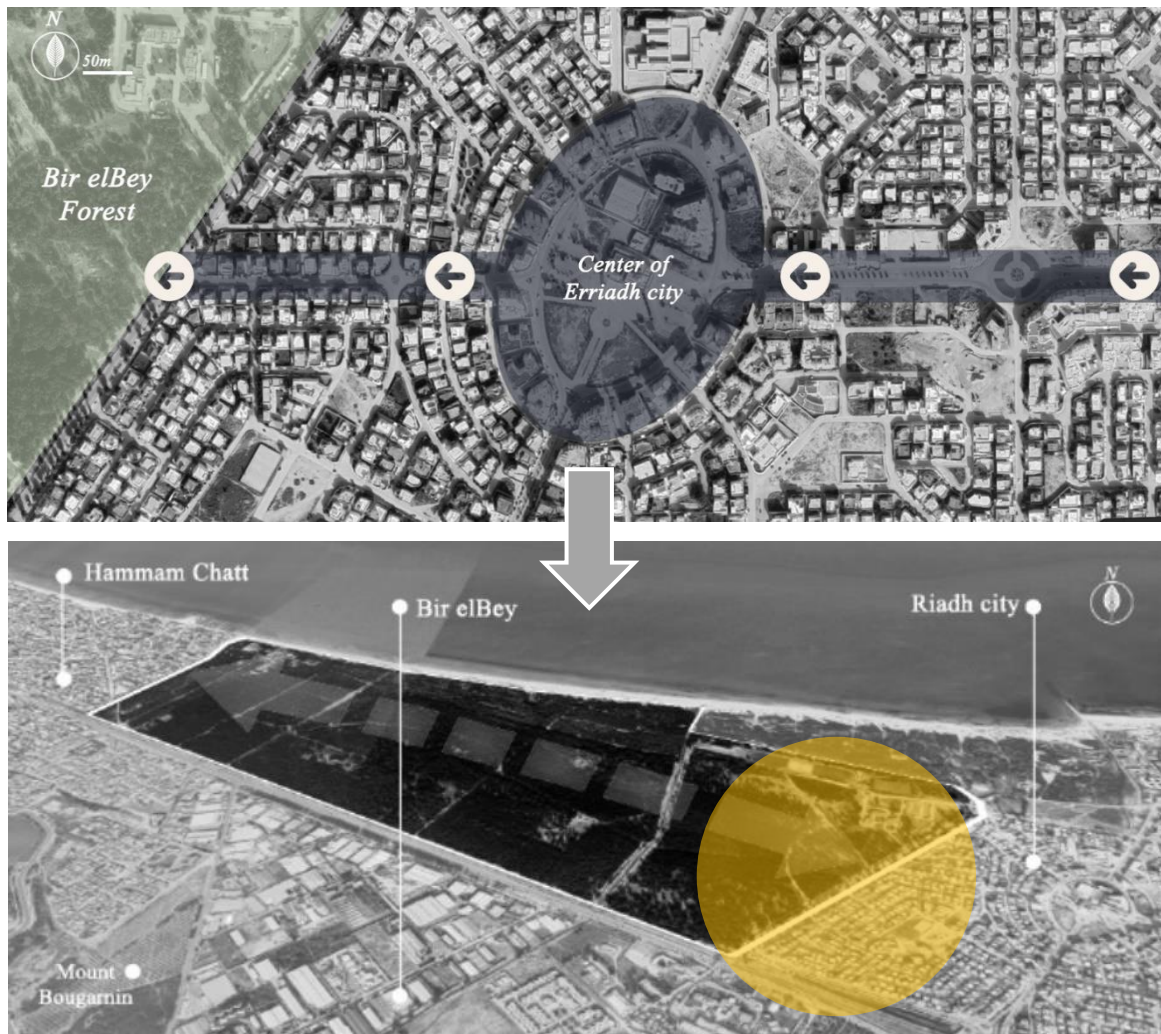 N
50m
Bir elBey
Forest
Center of
Erriadh city
Hammam Chatt
Bir elBey
Riadh city
N
Mount
Bougarnin